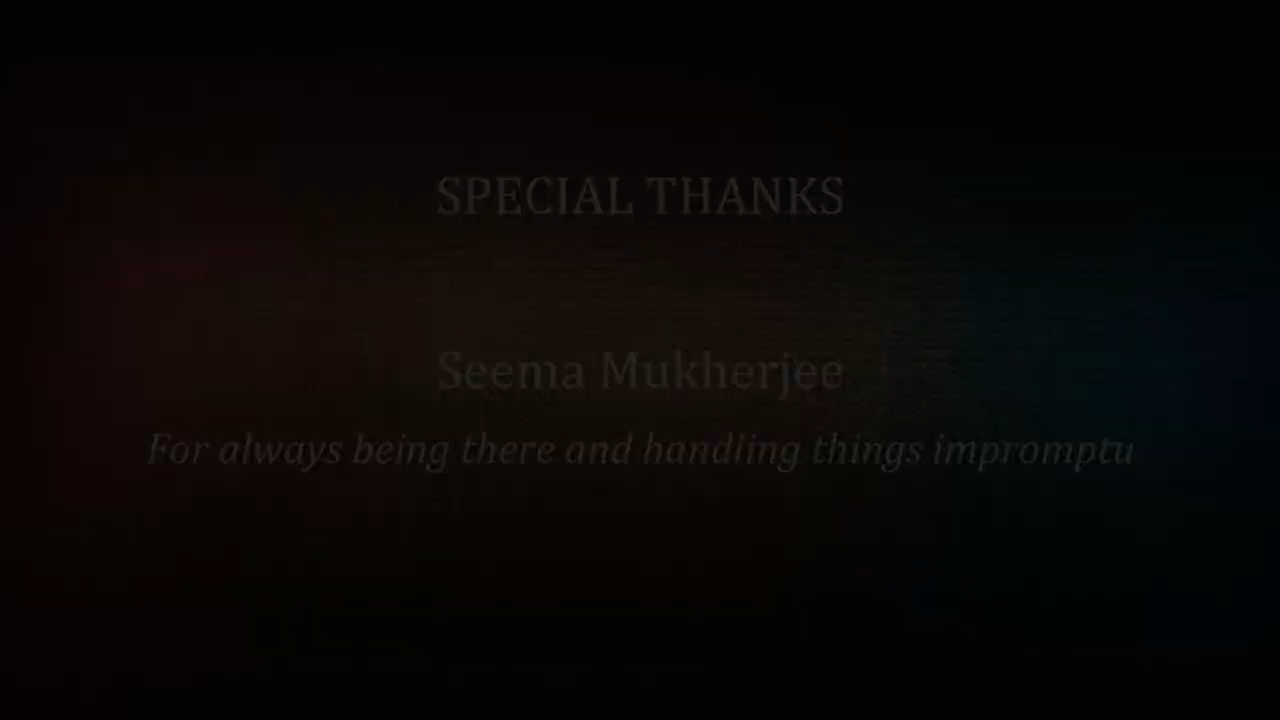 SPECIAL THANKS
Seema Mukherjee
For always being there and handling things impromptu